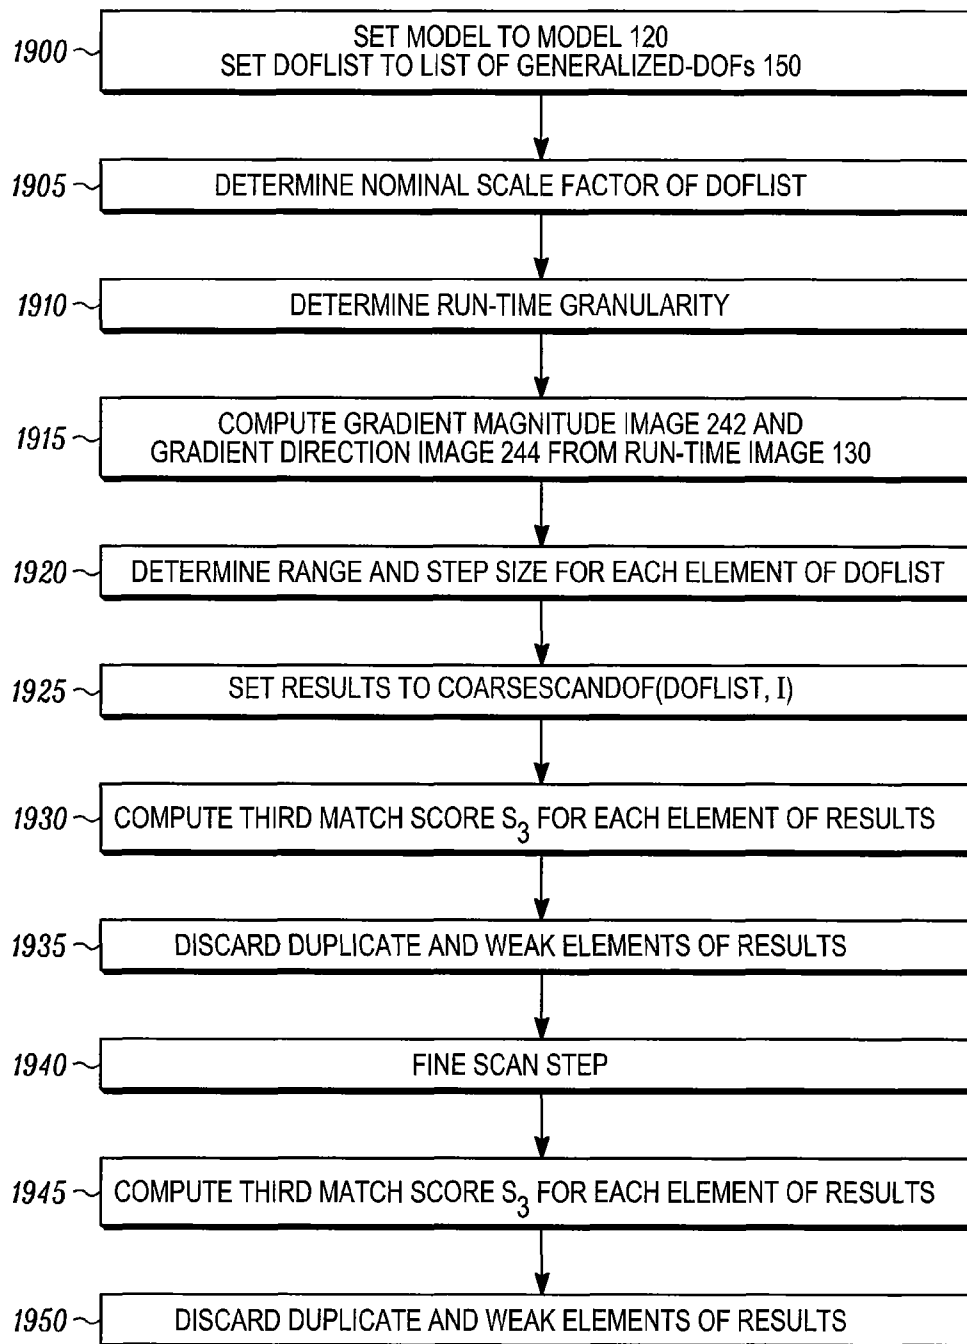 1900
SET MODEL TO MODEL 120
SET DOFLIST TO LIST OF GENERALIZED-DOFs 150
1905
DETERMINE NOMINAL SCALE FACTOR OF DOFLIST
1910
DETERMINE RUN-TIME GRANULARITY
1915
COMPUTE GRADIENT MAGNITUDE IMAGE 242 AND
GRADIENT DIRECTION IMAGE 244 FROM RUN-TIME IMAGE 130
1920
DETERMINE RANGE AND STEP SIZE FOR EACH ELEMENT OF DOFLIST
1925
SET RESULTS TO COARSESCANDOF(DOFLIST, I)
1930
COMPUTE THIRD MATCH SCORE S3 FOR EACH ELEMENT OF RESULTS
1935
DISCARD DUPLICATE AND WEAK ELEMENTS OF RESULTS
1940
FINE SCAN STEP
1945
COMPUTE THIRD MATCH SCORE S3 FOR EACH ELEMENT OF RESULTS
1950
DISCARD DUPLICATE AND WEAK ELEMENTS OF RESULTS